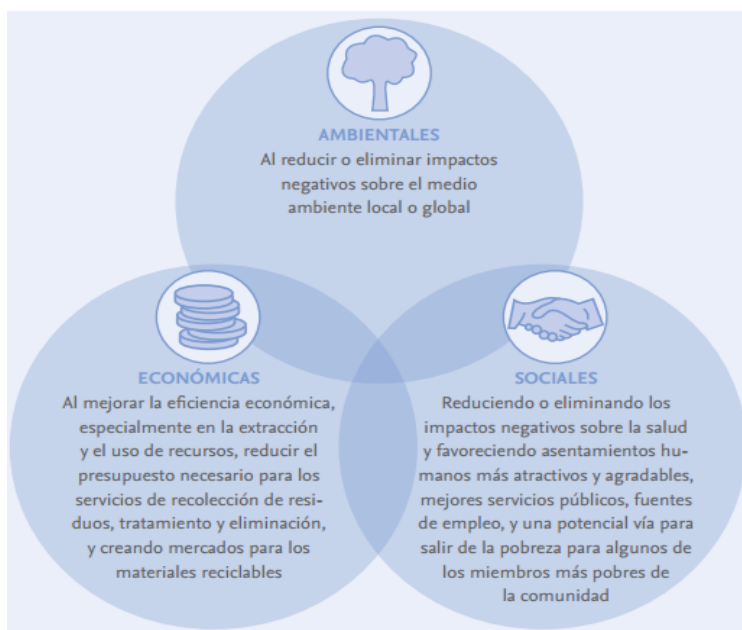 AMBIENTALES
Al reducir o eliminar impactos
negativos sobre el medio
ambiente local o global
ECONÓMICAS
Al mejorar la eficiencia económica,
especialmente en la extracción
y el uso de recursos, reducir el
presupuesto necesario para los
servicios de recolección de resi-
duos, tratamiento y eliminación,
y creando mercados para los
materiales reciclables
SOCIALES
Reduciendo o eliminando los
impactos negativos sobre la salud
y favoreciendo asentamientos hu-
manos más atractivos y agradables,
mejores servicios públicos, fuentes
de empleo, y una potencial vía para
salir de la pobreza para algunos de
los miembros más pobres de
la comunidad